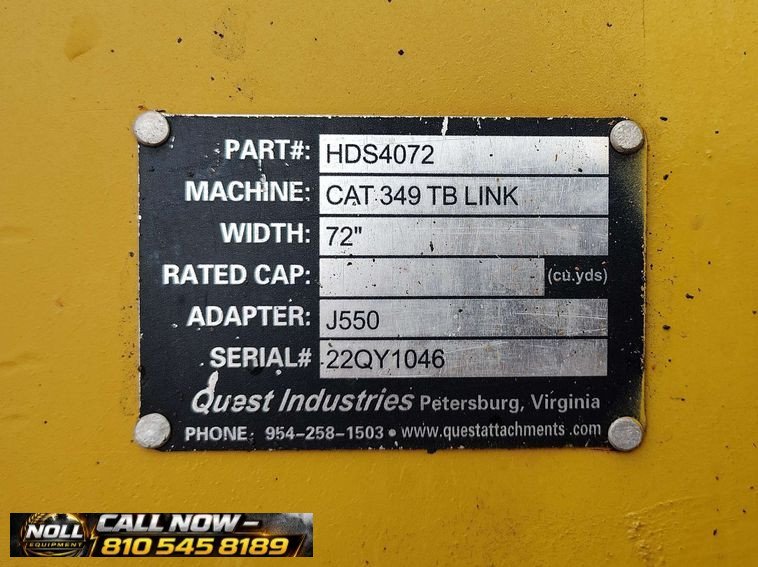 PART#: HDS4072
MACHINE: CAT 349 TB LINK
WIDTH: 72"
RATED CAP: (cu.yds)
ADAPTER: J550
SERIAL# 22QY1046
Quest Industries Petersburg, Virginia
PHONE: 954-258-1503 • www.questattachments.com
NOLL EQUIPMENT
CALL NOW –
810 545 8189